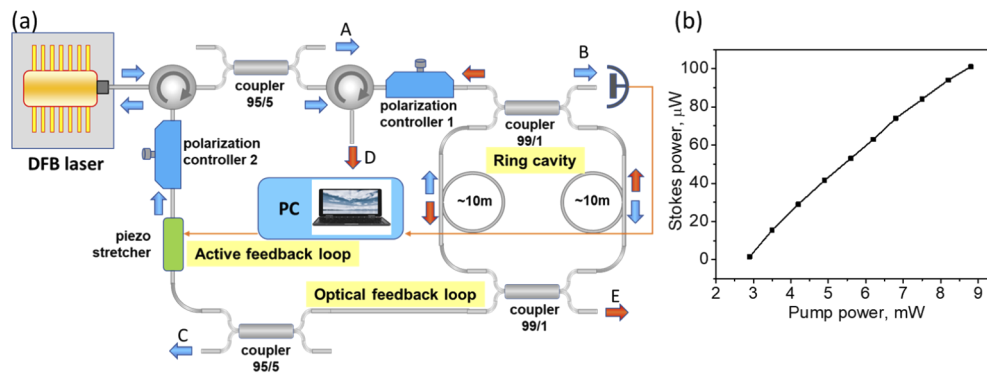 (a)
A
B
coupler
95/5
polarization
controller 1
coupler
99/1
DFB laser
polarization
controller 2
D
Ring cavity
PC
~10m
~10m
piezo
stretcher
Active feedback loop
Optical feedback loop
E
coupler
99/1
C
coupler
95/5
(b)
Stokes power, µW
100
80
60
40
20
0
2 3 4 5 6 7 8 9
Pump power, mW